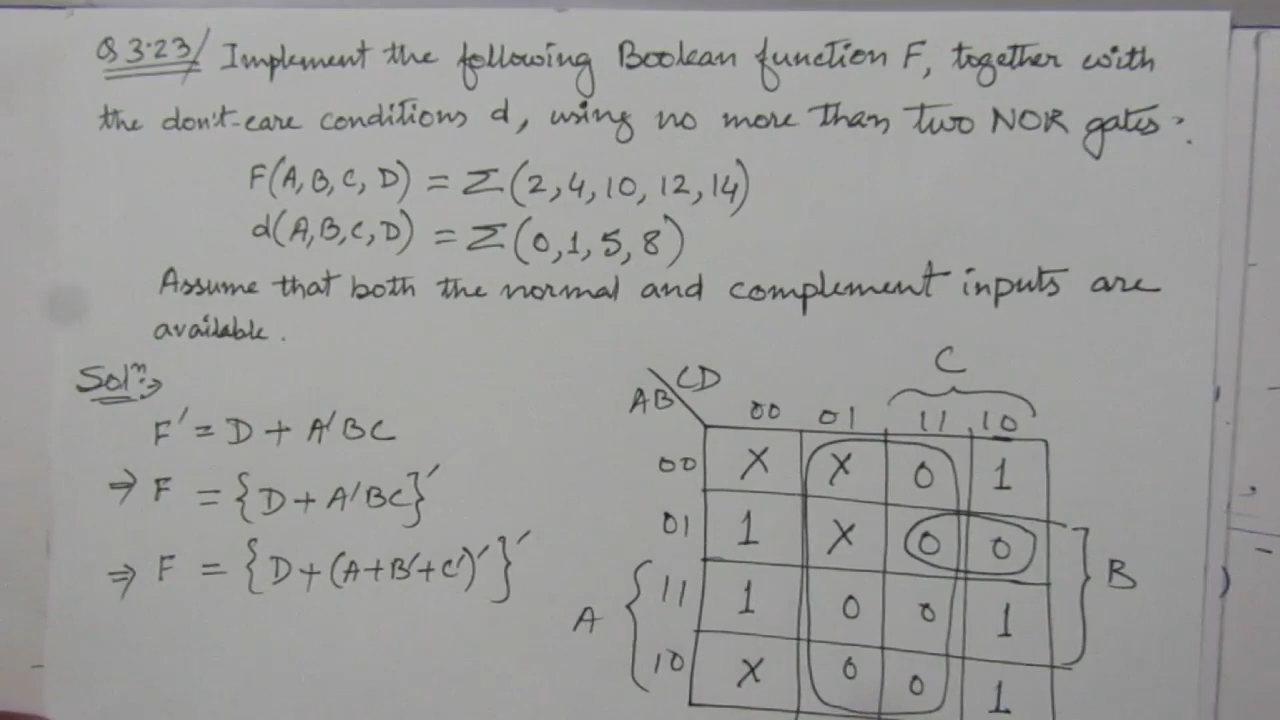 Q 3.23/ Implement the following Boolean function F, together with
the don't-care conditions d, using no more than two NOR gates:
F(A, B, C, D) = Σ(2, 4, 10, 12, 14)
d(A, B, C, D) = Σ(0, 1, 5, 8)
Assume that both the normal and complement inputs are
available.
Solⁿ:→
F' = D + A'BC
⇒ F = {D + A'BC}'
⇒ F = {D + (A + B' + C')'}'
C
AB CD
00 01 11 10
00 X X 0 1
01 1 X 0 0
11 1 0 0 1
10 X 0 0 1
A
B